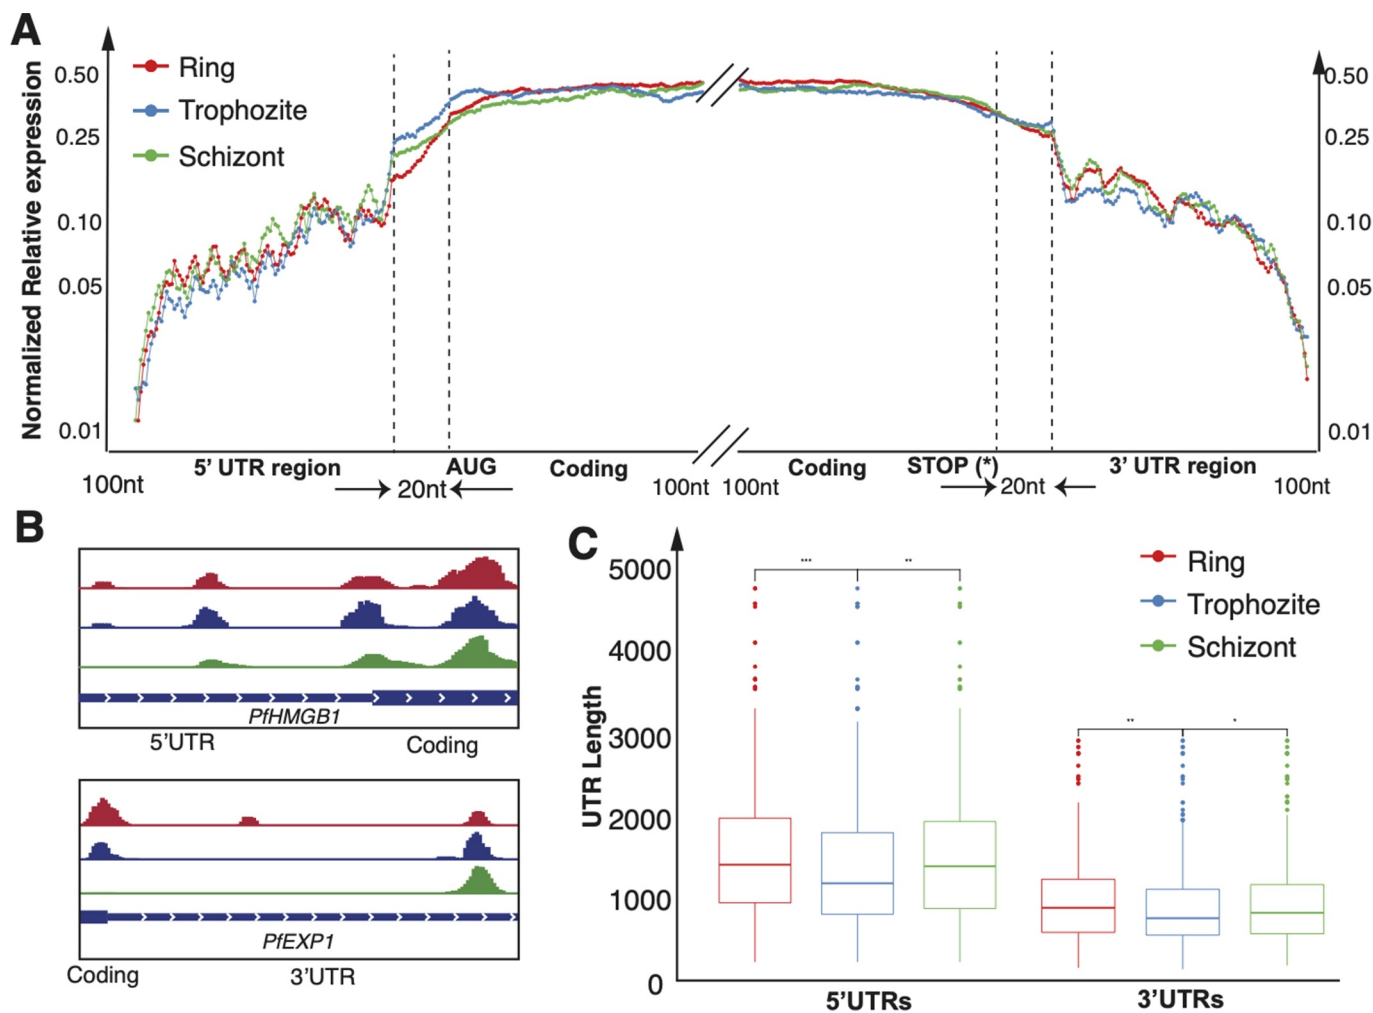 A
Normalized Relative expression
0.50
0.25
0.10
0.05
0.01
Ring
Trophozite
Schizont
0.50
0.25
0.10
0.05
0.01
5’ UTR region
AUG
Coding
Coding
STOP (*)
3’ UTR region
100nt
20nt
100nt
100nt
20nt
100nt
B
PfHMGB1
5’UTR
Coding
PfEXP1
Coding
3’UTR
C
UTR Length
5000
4000
3000
2000
1000
0
***
**
**
*
Ring
Trophozite
Schizont
5’UTRs
3’UTRs